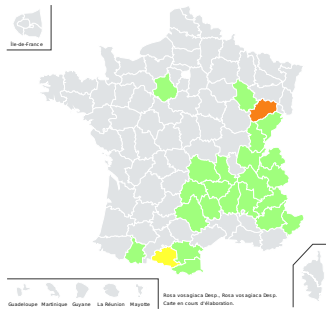 Île-de-France
Guadeloupe Martinique Guyane La Réunion Mayotte
Rosa vosagiaca Desp., Rosa vosagiaca Desp.
Carte en cours d'élaboration.